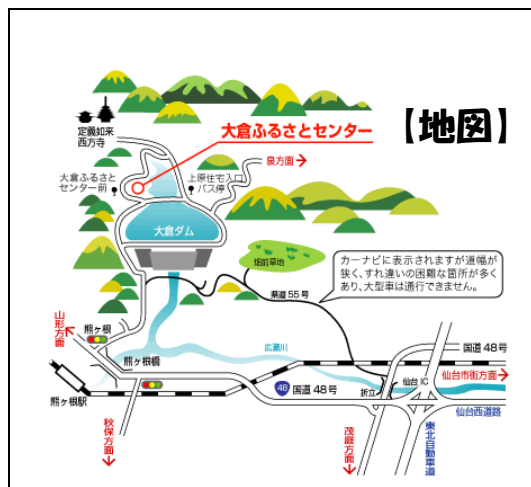 【地図】
定義如来
西方寺
大倉ふるさとセンター
泉方面
大倉ふるさと
センター前
上原住宅入口
バス停
大倉ダム
畑前草地
カーナビに表示されますが道幅が
狭く、すれ違いの困難な箇所が多く
あり、大型車は通行できません。
県道55号
山形方面
熊ヶ根
熊ヶ根橋
広瀬川
国道48号
仙台市街方面
熊ヶ根駅
48 国道48号
折立
仙台IC
仙台西道路
秋保方面
茂庭方面
東北自動車道